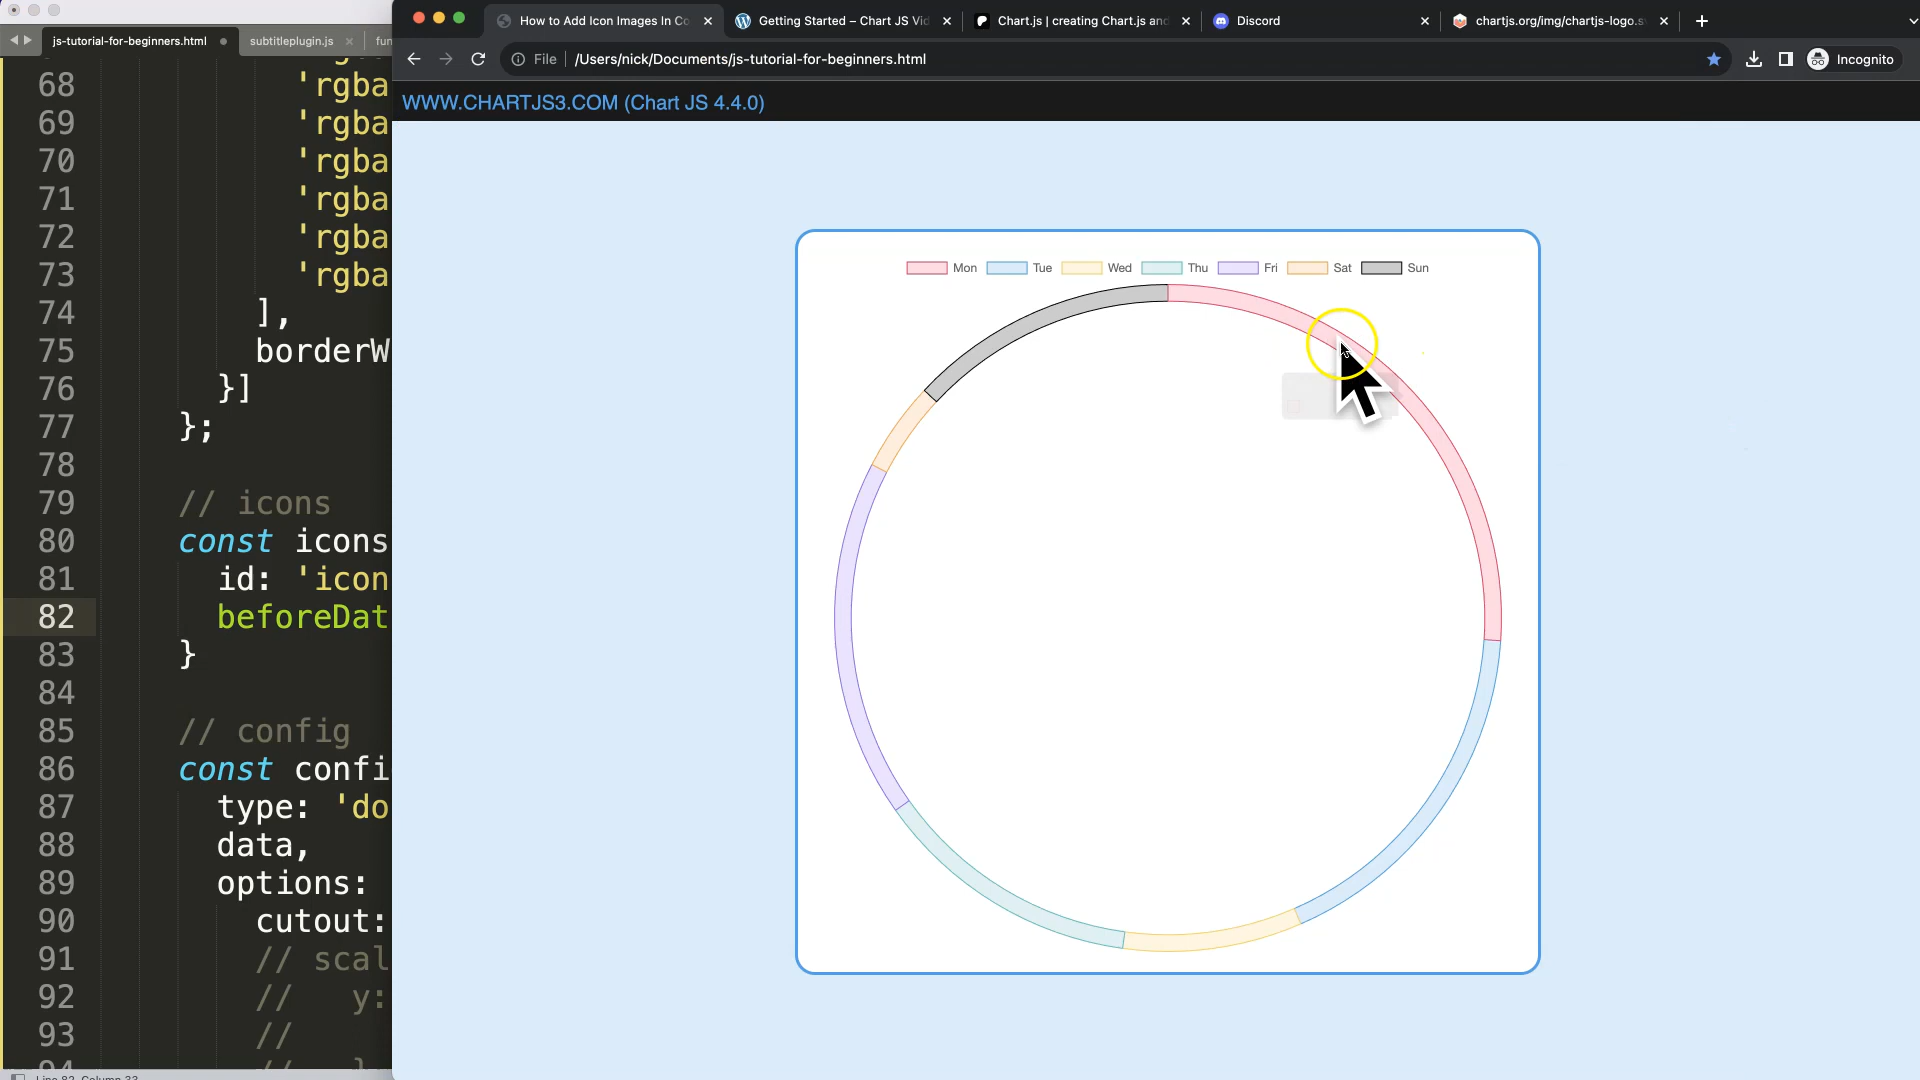 js-tutorial-for-beginners.html
subtitleplugin.js
fun
How to Add Icon Images In Co
Getting Started – Chart JS Vid
Chart.js | creating Chart.js and
Discord
chartjs.org/img/chartjs-logo.s
File
/Users/nick/Documents/js-tutorial-for-beginners.html
Incognito
WWW.CHARTJS3.COM (Chart JS 4.4.0)
68 'rgba
69 'rgba
70 'rgba
71 'rgba
72 'rgba
73 'rgba
74 ],
75 borderW
76 }]
77 };
78
79 // icons
80 const icons
81 id: 'icon
82 beforeDat
83 }
84
85 // config
86 const confi
87 type: 'do
88 data,
89 options:
90 cutout:
91 // scal
92 // y:
93 //
Mon Tue Wed Thu Fri Sat Sun